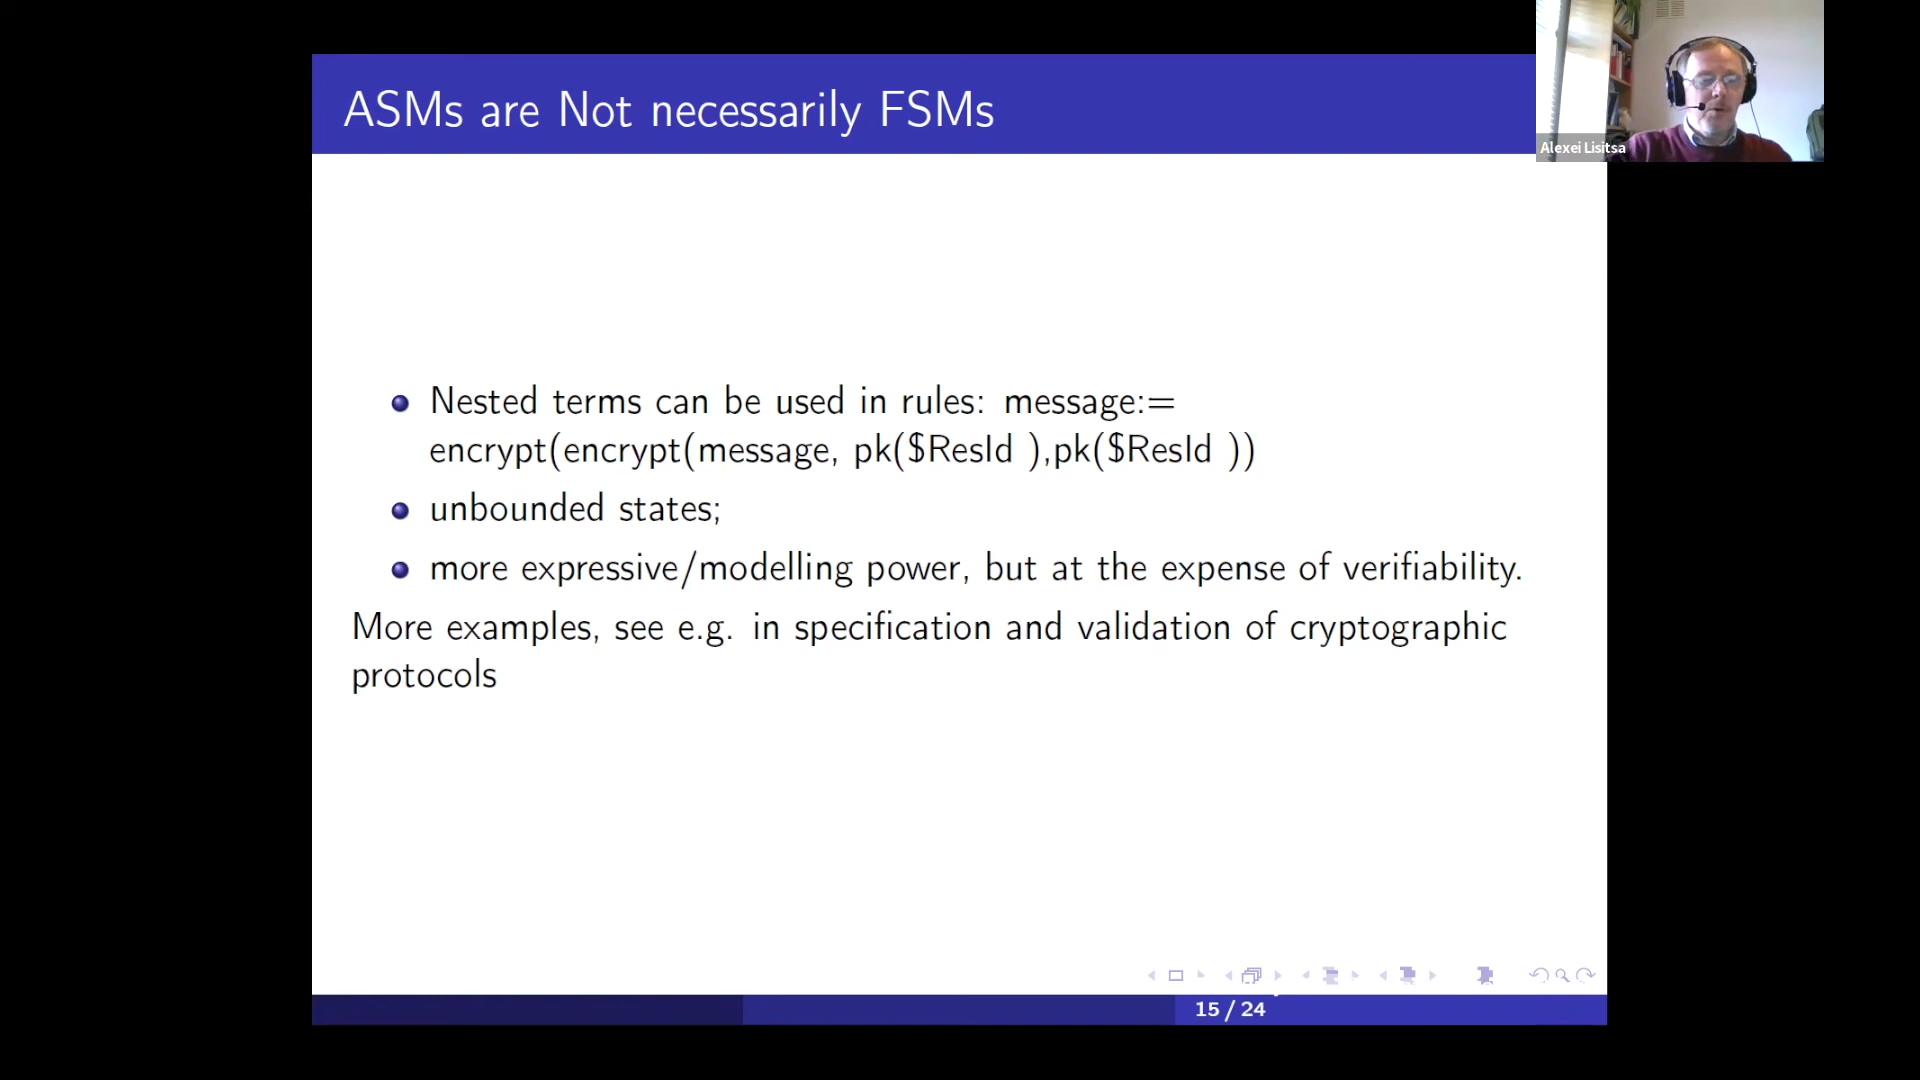 ASMs are Not necessarily FSMs
Alexei Lisitsa
Nested terms can be used in rules: message:=
encrypt(encrypt(message, pk($ResId ),pk($ResId ))
unbounded states;
more expressive/modelling power, but at the expense of verifiability.
More examples, see e.g. in specification and validation of cryptographic
protocols
15 / 24